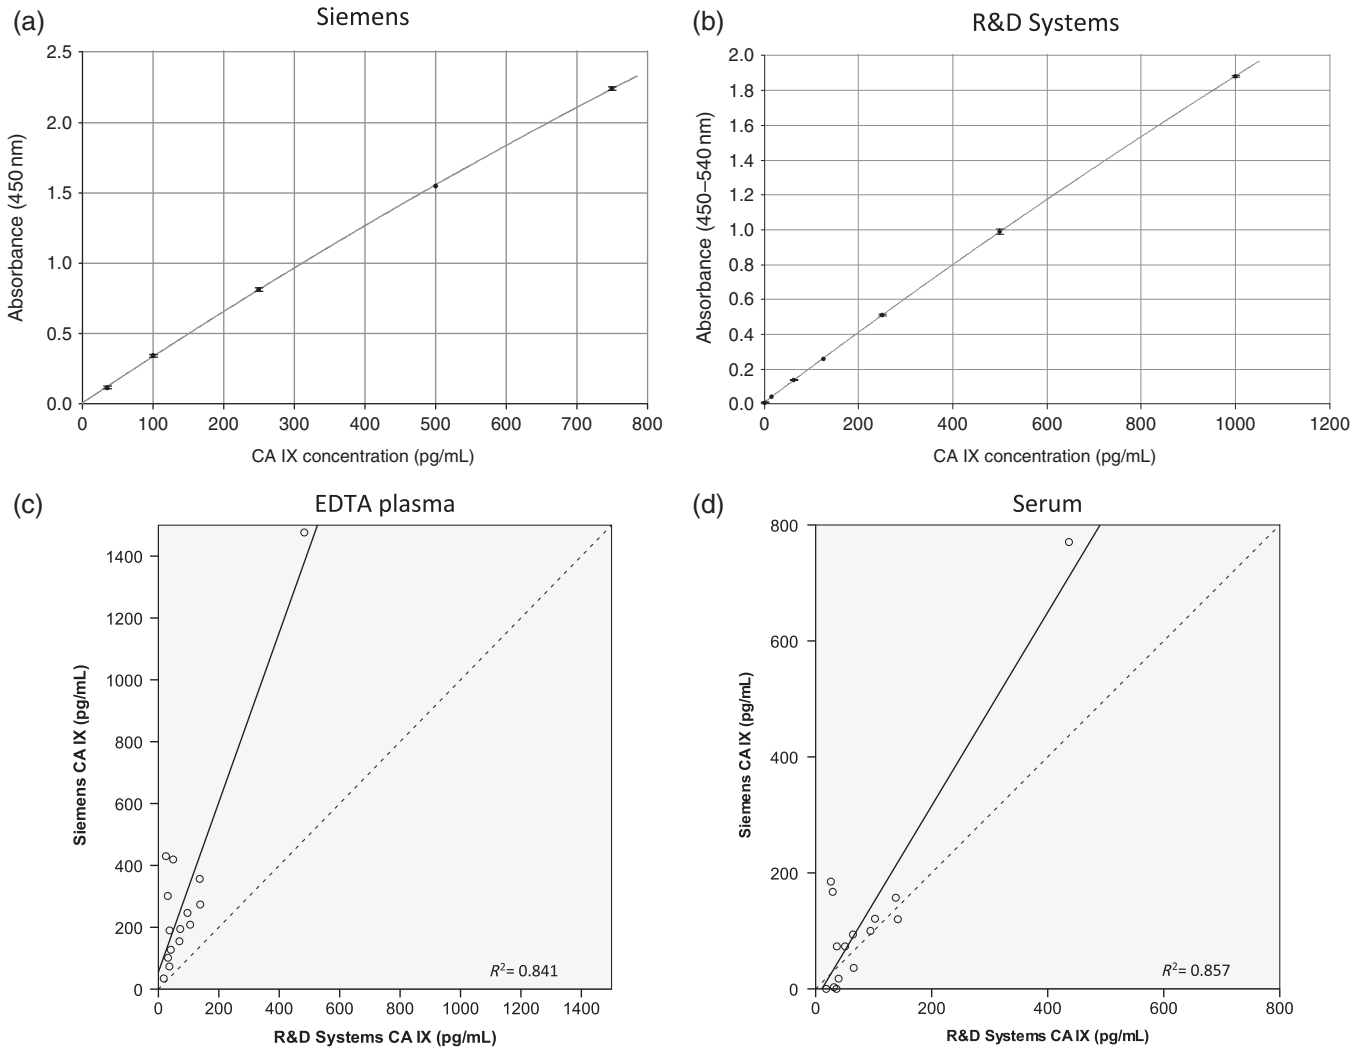 (a)
Siemens
2.5
2.0
1.5
1.0
0.5
0.0
Absorbance (450 nm)
0 100 200 300 400 500 600 700 800
CA IX concentration (pg/mL)
(b)
R&D Systems
2.0
1.8
1.6
1.4
1.2
1.0
0.8
0.6
0.4
0.2
0.0
Absorbance (450–540 nm)
0 200 400 600 800 1000 1200
CA IX concentration (pg/mL)
(c)
EDTA plasma
1400
1200
1000
800
600
400
200
0
Siemens CA IX (pg/mL)
R²= 0.841
0 200 400 600 800 1000 1200 1400
R&D Systems CA IX (pg/mL)
(d)
Serum
800
600
400
200
0
Siemens CA IX (pg/mL)
R²= 0.857
0 200 400 600 800
R&D Systems CA IX (pg/mL)